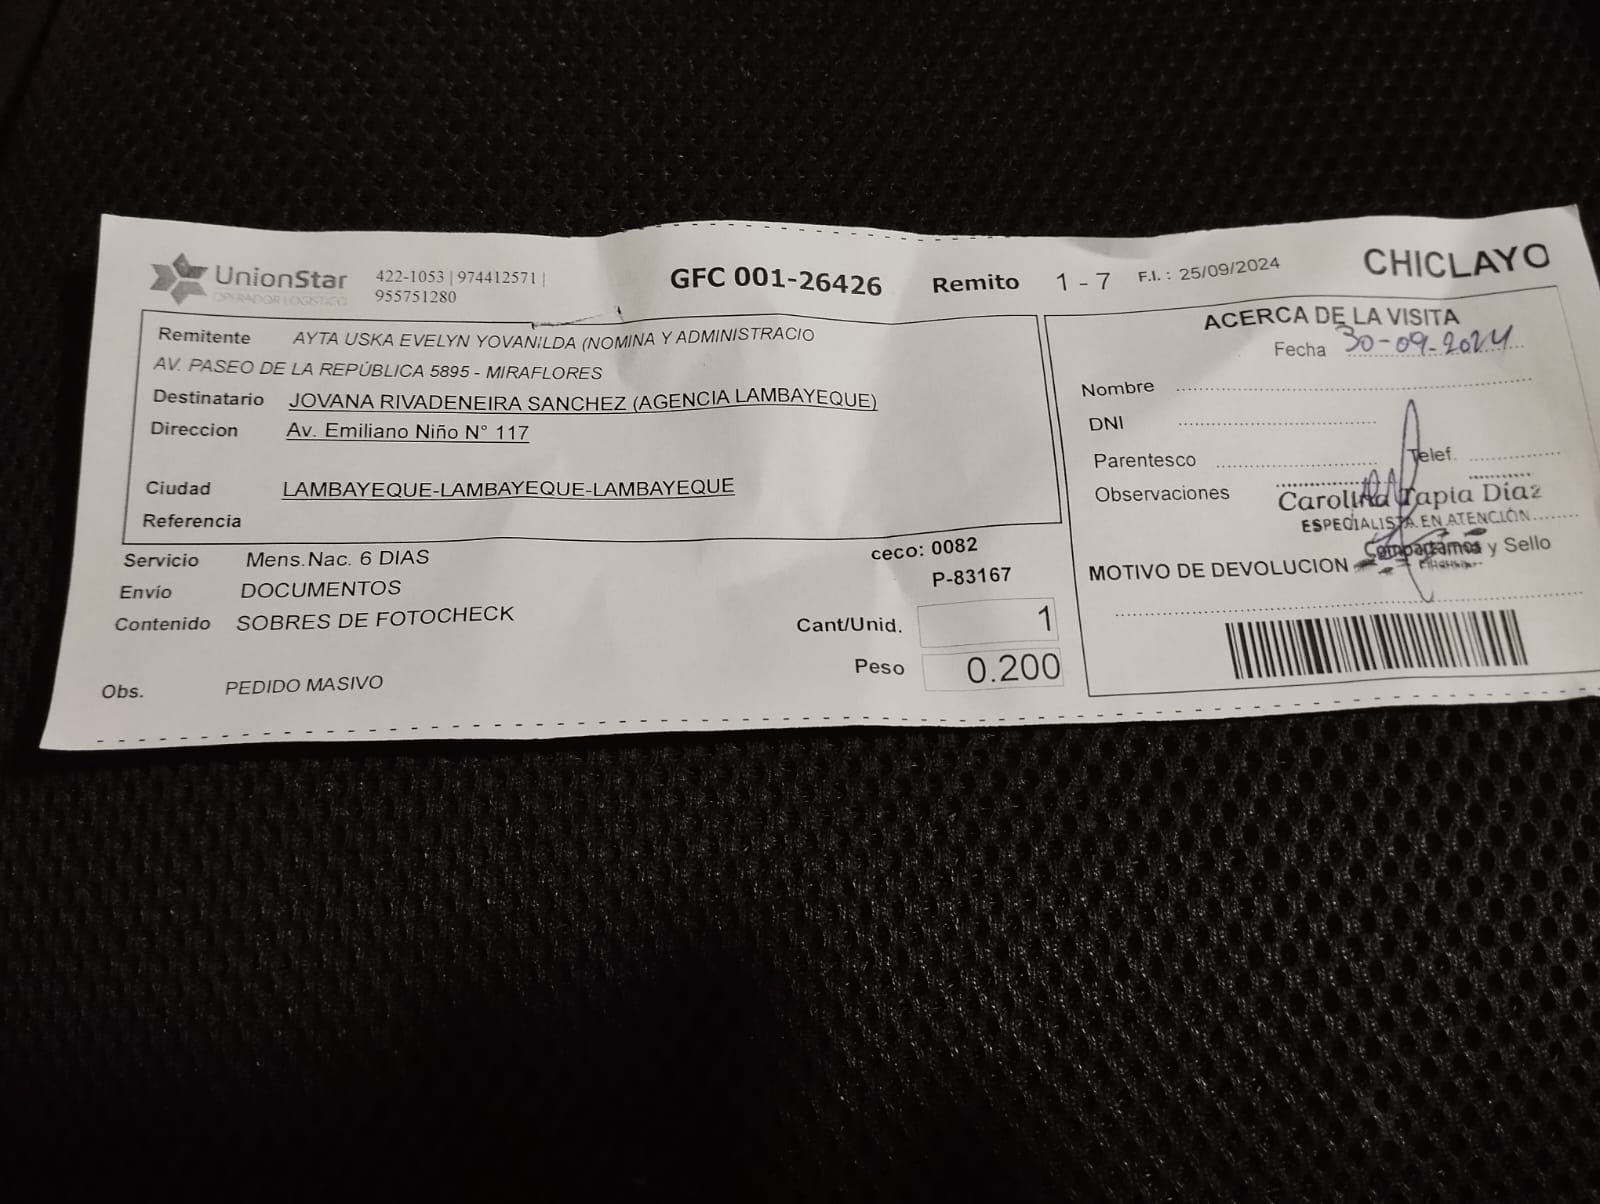 UnionStar
OPERADOR LOGISTICO
422-1053 | 974412571 |
955751280
GFC 001-26426
Remito 1 - 7
F.I. : 25/09/2024
CHICLAYO
Remitente AYTA USKA EVELYN YOVANILDA (NOMINA Y ADMINISTRACIO
AV. PASEO DE LA REPÚBLICA 5895 - MIRAFLORES
Destinatario JOVANA RIVADENEIRA SANCHEZ (AGENCIA LAMBAYEQUE)
Direccion Av. Emiliano Niño N° 117
Ciudad LAMBAYEQUE-LAMBAYEQUE-LAMBAYEQUE
Referencia
Servicio Mens.Nac. 6 DIAS
ceco: 0082
Envío DOCUMENTOS
P-83167
Contenido SOBRES DE FOTOCHECK
Cant/Unid. 1
Peso 0.200
Obs. PEDIDO MASIVO
ACERCA DE LA VISITA
Fecha 30-09-2024
Nombre
DNI
Parentesco Telef.
Observaciones
Carolina Tapia Díaz
ESPECIALISTA EN ATENCIÓN
Compartamos y Sello
MOTIVO DE DEVOLUCION